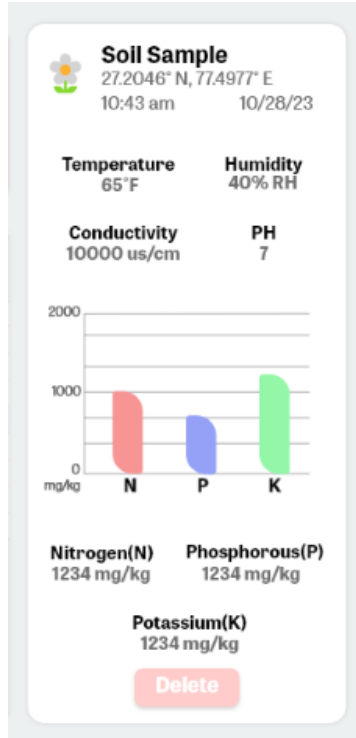 Soil Sample
27.2046° N, 77.4977° E
10:43 am 10/28/23
Temperature Humidity
65°F 40% RH
Conductivity PH
10000 us/cm 7
2000
1000
0
mg/kg N P K
Nitrogen(N) Phosphorous(P)
1234 mg/kg 1234 mg/kg
Potassium(K)
1234 mg/kg
Delete